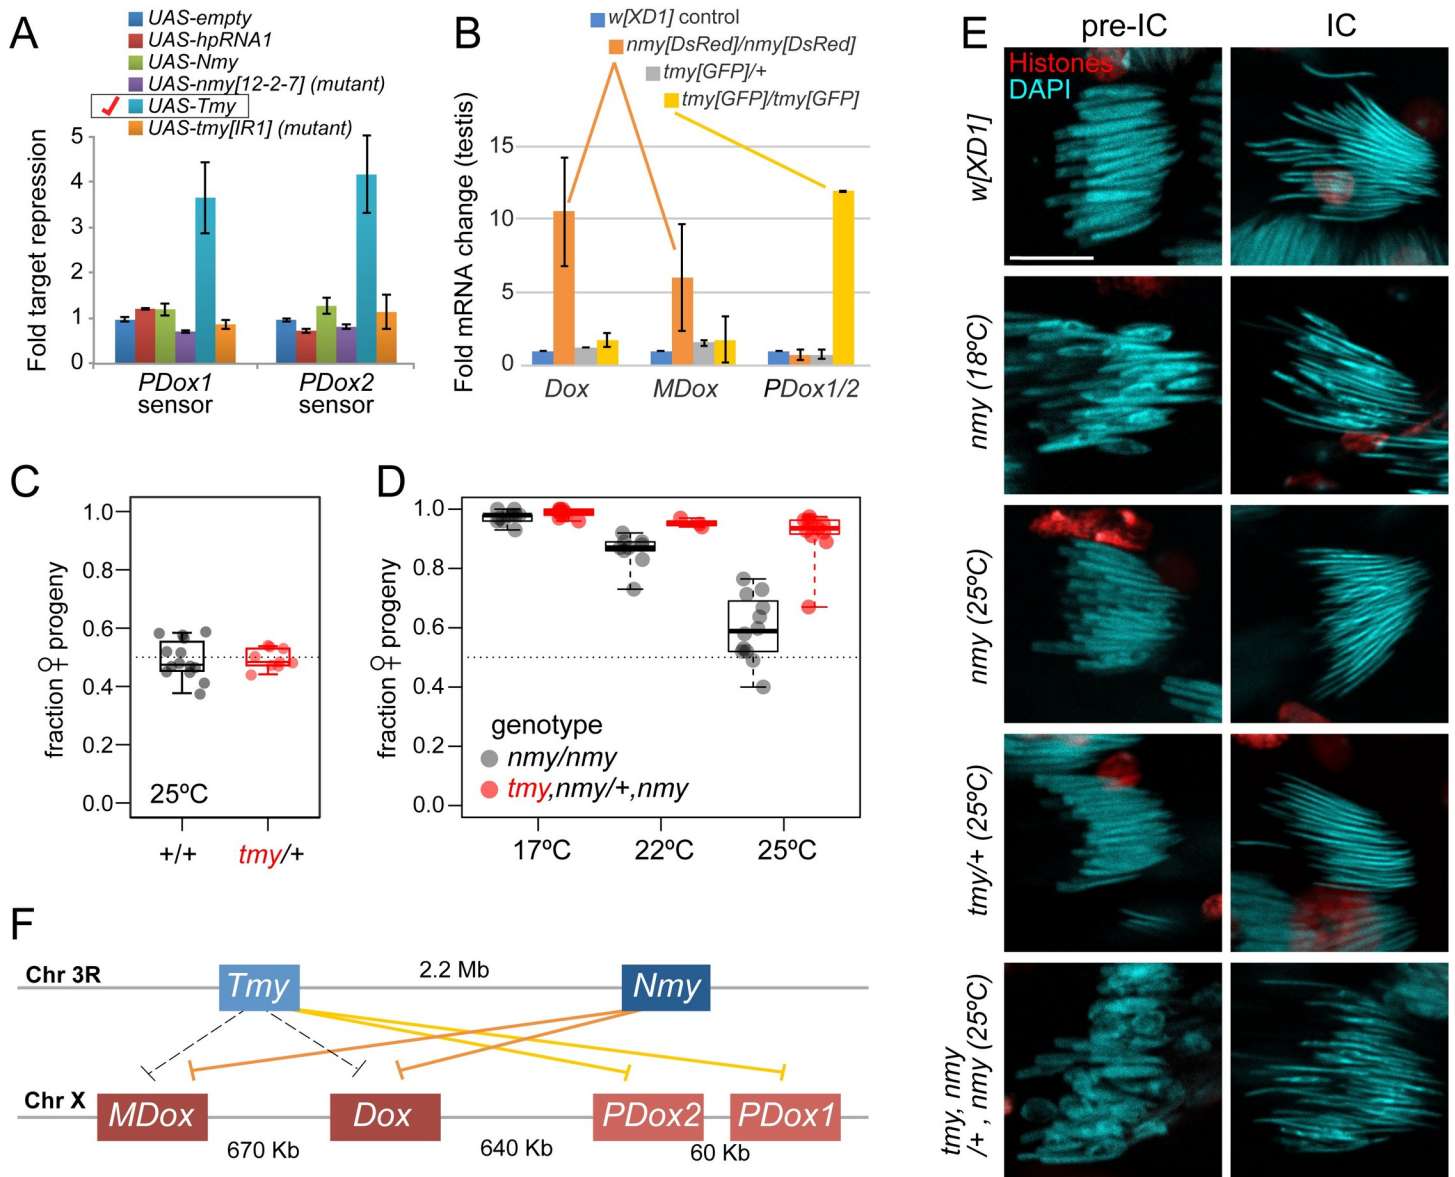 A
UAS-empty
UAS-hpRNA1
UAS-Nmy
UAS-nmy[12-2-7] (mutant)
UAS-Tmy
UAS-tmy[IR1] (mutant)
Fold target repression
5
4
3
2
1
0
PDox1
sensor
PDox2
sensor
B
w[XD1] control
nmy[DsRed]/nmy[DsRed]
tmy[GFP]/+
tmy[GFP]/tmy[GFP]
Fold mRNA change (testis)
15
10
5
0
Dox
MDox
PDox1/2
C
fraction ♀ progeny
1.0
0.8
0.6
0.4
0.2
0.0
25ºC
+/+
tmy/+
D
fraction ♀ progeny
1.0
0.8
0.6
0.4
0.2
0.0
genotype
nmy/nmy
tmy,nmy/+,nmy
17ºC
22ºC
25ºC
E
pre-IC
IC
Histones
DAPI
w[XD1]
nmy (18ºC)
nmy (25ºC)
tmy/+ (25ºC)
tmy, nmy
/+, nmy (25ºC)
F
Chr 3R
Tmy
2.2 Mb
Nmy
Chr X
MDox
Dox
PDox2
PDox1
670 Kb
640 Kb
60 Kb